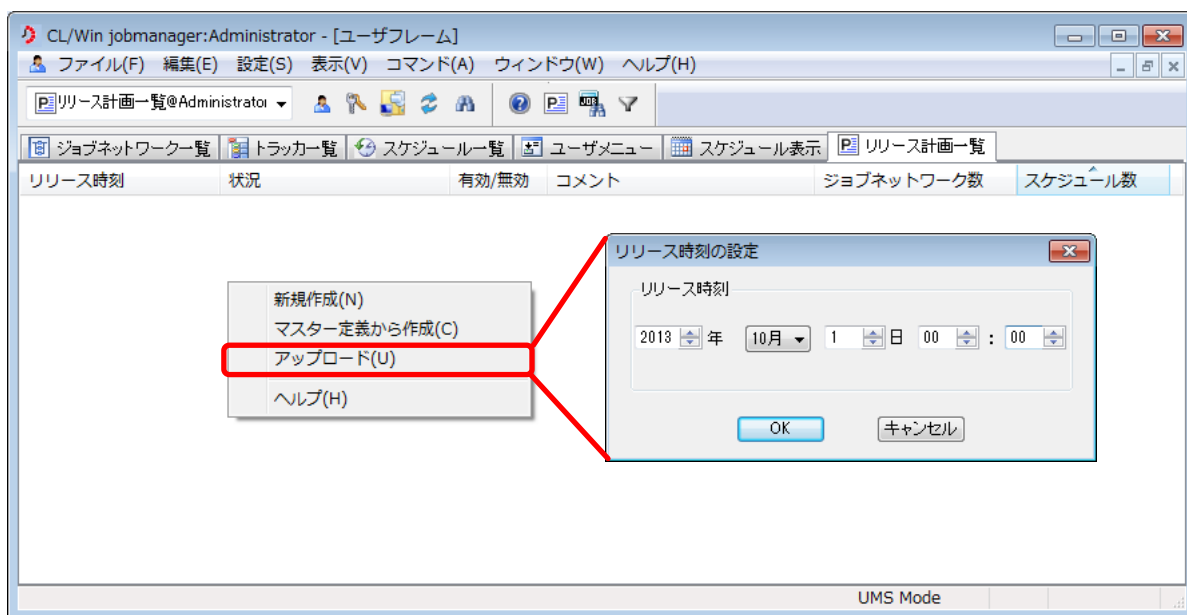 CL/Win jobmanager:Administrator - [ユーザフレーム]
ファイル(F) 編集(E) 設定(S) 表示(V) コマンド(A) ウィンドウ(W) ヘルプ(H)
リリース計画一覧@Administrator
ジョブネットワーク一覧 トラッカー一覧 スケジュール一覧 ユーザメニュー スケジュール表示 リリース計画一覧
リリース時刻 状況 有効/無効 コメント ジョブネットワーク数 スケジュール数
新規作成(N)
マスター定義から作成(C)
アップロード(U)
ヘルプ(H)
リリース時刻の設定
リリース時刻
2013 年 10月 1 日 00 : 00
OK キャンセル
UMS Mode